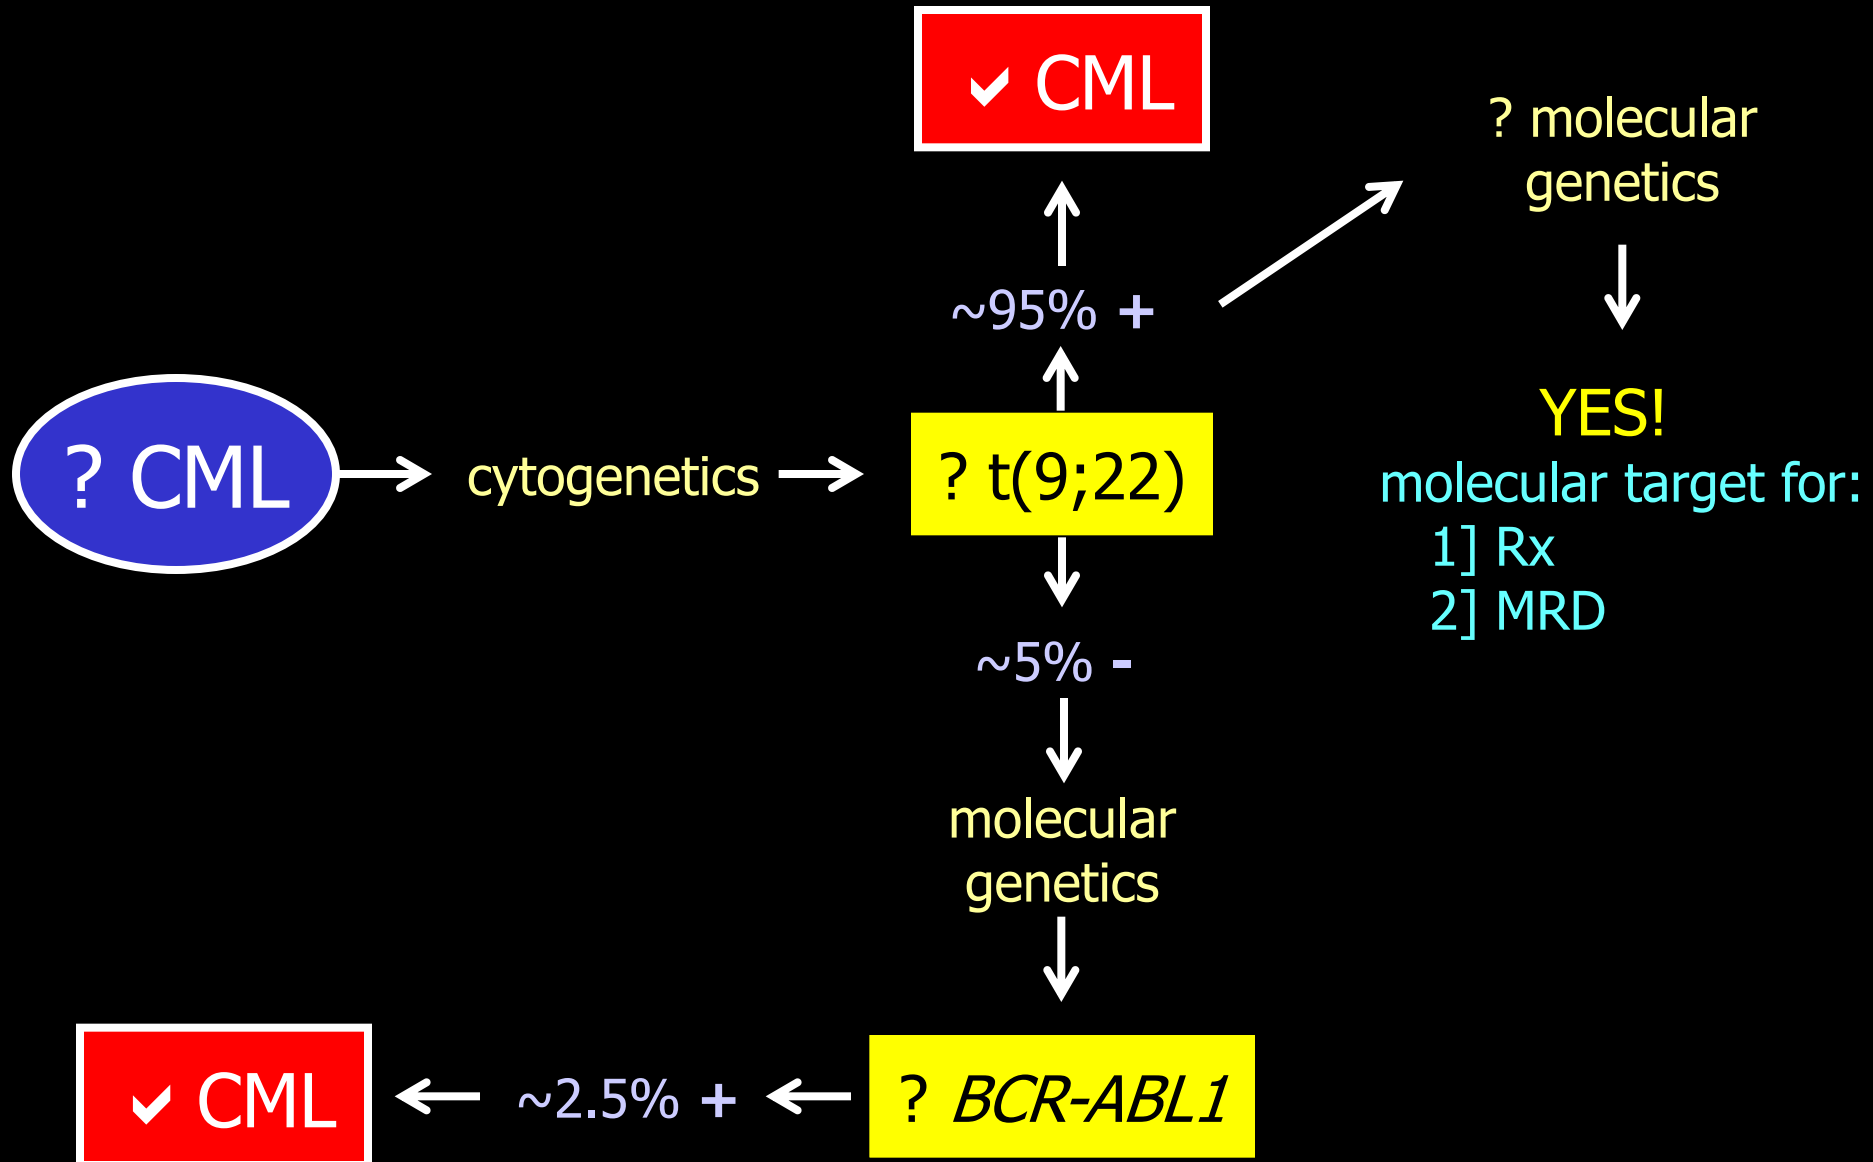 ✔ CML
? molecular
genetics
~95% +
YES!
molecular target for:
1] Rx
2] MRD
? CML
cytogenetics
? t(9;22)
~5% -
molecular
genetics
? BCR-ABL1
~2.5% +
✔ CML